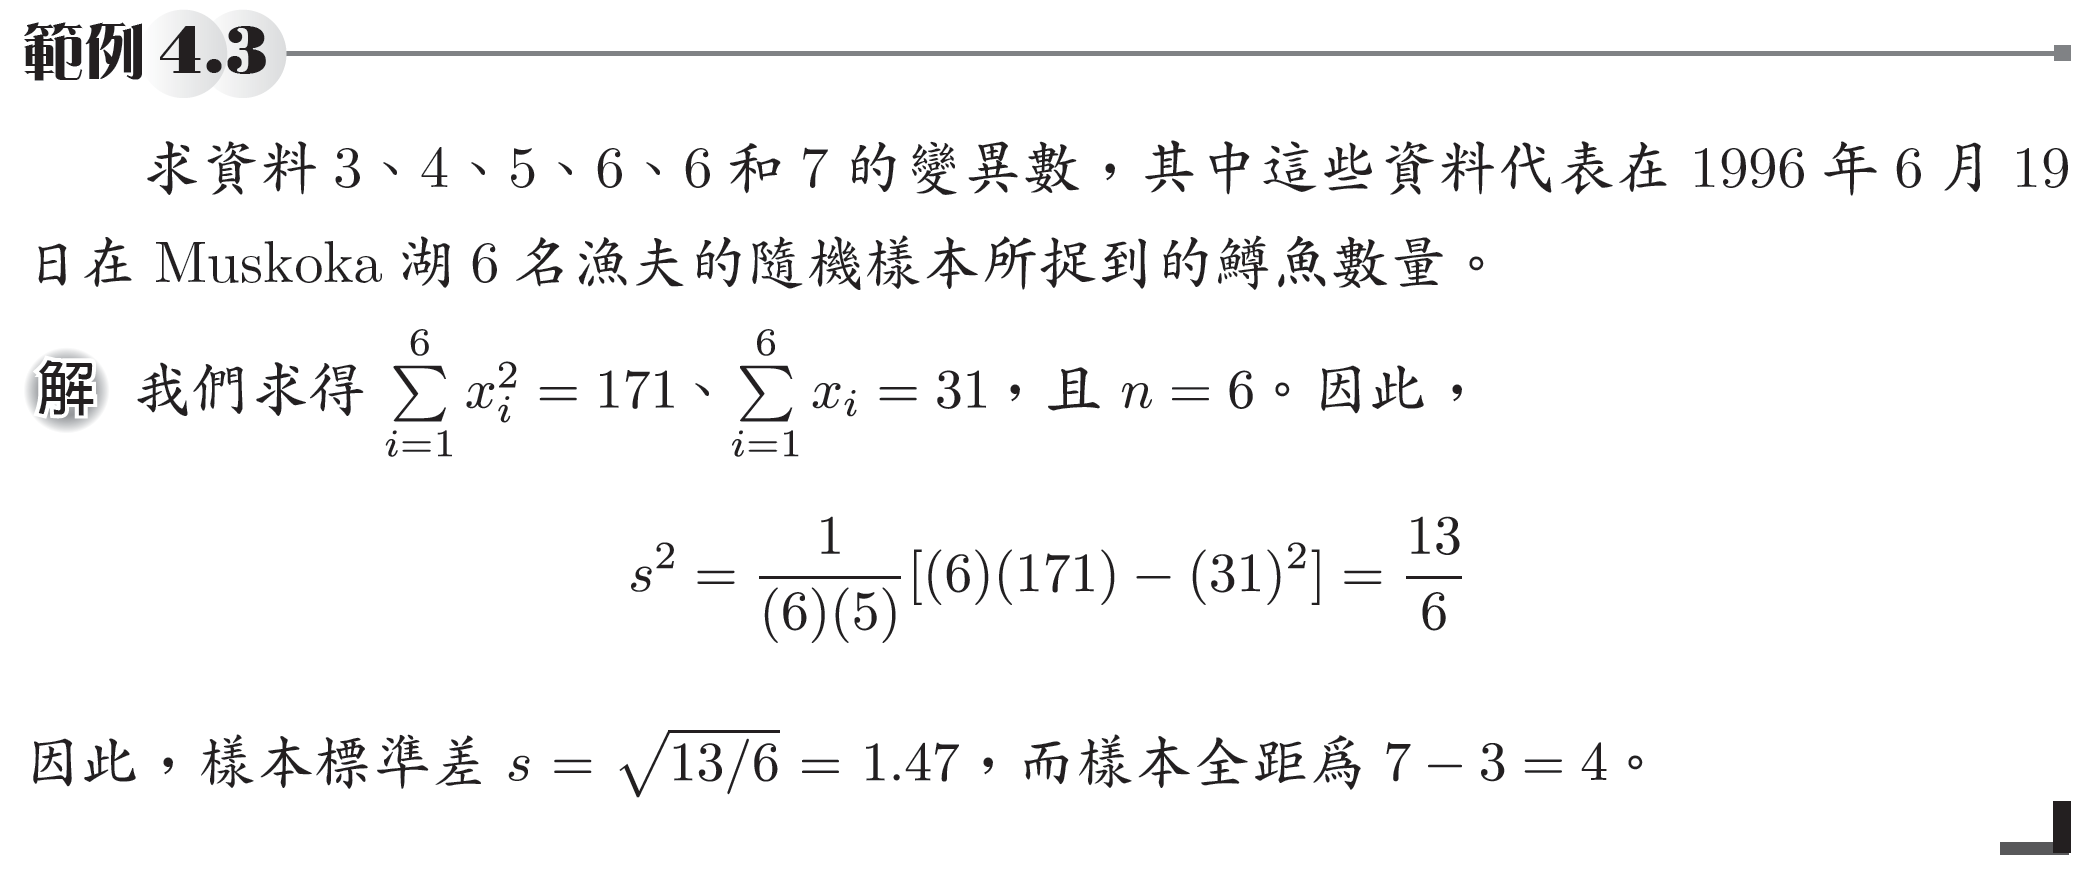 範例 4.3
求資料 3、4、5、6、6 和 7 的變異數，其中這些資料代表在 1996 年 6 月 19
日在 Muskoka 湖 6 名漁夫的隨機樣本所捉到的鱒魚數量。
解 我們求得 $\sum_{i=1}^{6} x_i^2 = 171$、$\sum_{i=1}^{6} x_i = 31$，且 $n = 6$。因此，
$s^2 = \frac{1}{(6)(5)}[(6)(171) - (31)^2] = \frac{13}{6}$
因此，樣本標準差 $s = \sqrt{13/6} = 1.47$，而樣本全距爲 $7 - 3 = 4$。